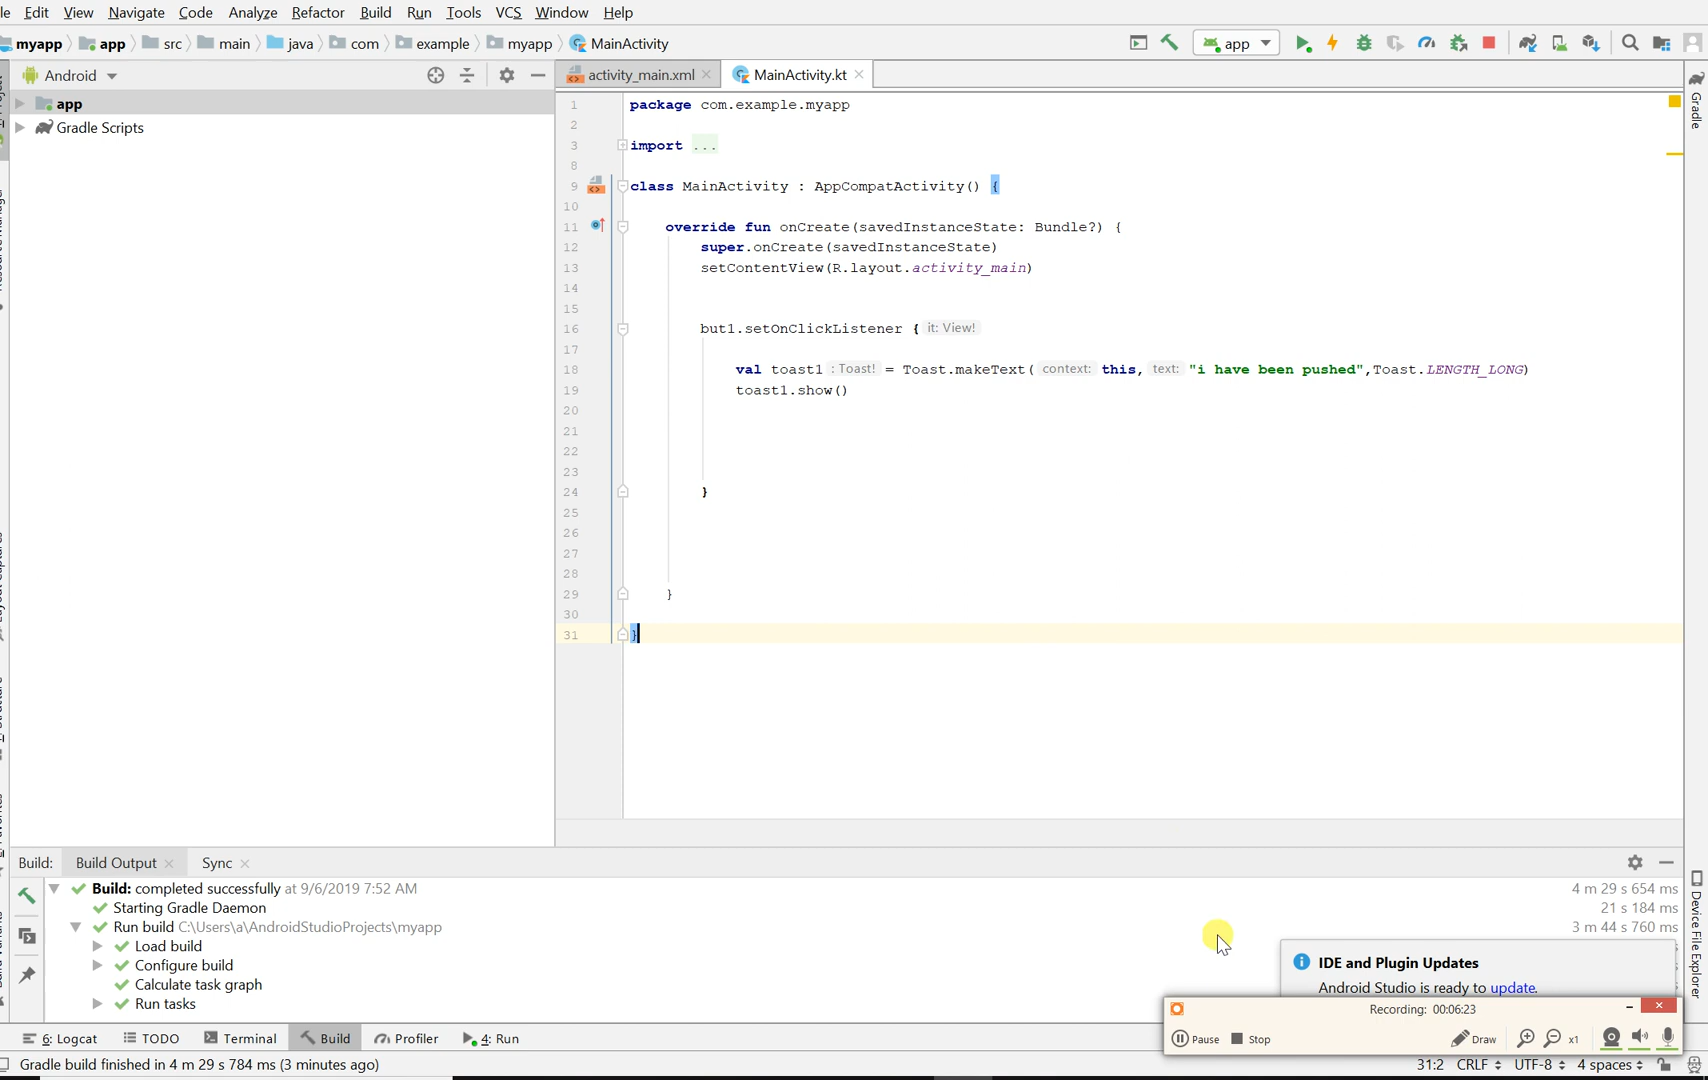 le Edit View Navigate Code Analyze Refactor Build Run Tools VCS Window Help
myapp app src main java com example myapp MainActivity
app
Android
activity_main.xml
MainActivity.kt
app
Gradle Scripts
Gradle
1 package com.example.myapp
2
3 import ...
8
9 class MainActivity : AppCompatActivity() {
10
11 override fun onCreate(savedInstanceState: Bundle?) {
12 super.onCreate(savedInstanceState)
13 setContentView(R.layout.activity_main)
14
15
16 but1.setOnClickListener { it: View!
17
18 val toast1 : Toast! = Toast.makeText( context: this, text: "i have been pushed",Toast.LENGTH_LONG)
19 toast1.show()
20
21
22
23
24 }
25
26
27
28
29 }
30
31 }
Build: Build Output Sync
Build: completed successfully at 9/6/2019 7:52 AM 4 m 29 s 654 ms
Starting Gradle Daemon 21 s 184 ms
Run build C:\Users\a\AndroidStudioProjects\myapp 3 m 44 s 760 ms
Load build
Configure build
Calculate task graph
Run tasks
Device File Explorer
IDE and Plugin Updates
Android Studio is ready to update.
Recording: 00:06:23
Pause Stop Draw x1
6: Logcat TODO Terminal Build Profiler 4: Run
Gradle build finished in 4 m 29 s 784 ms (3 minutes ago) 31:2 CRLF UTF-8 4 spaces